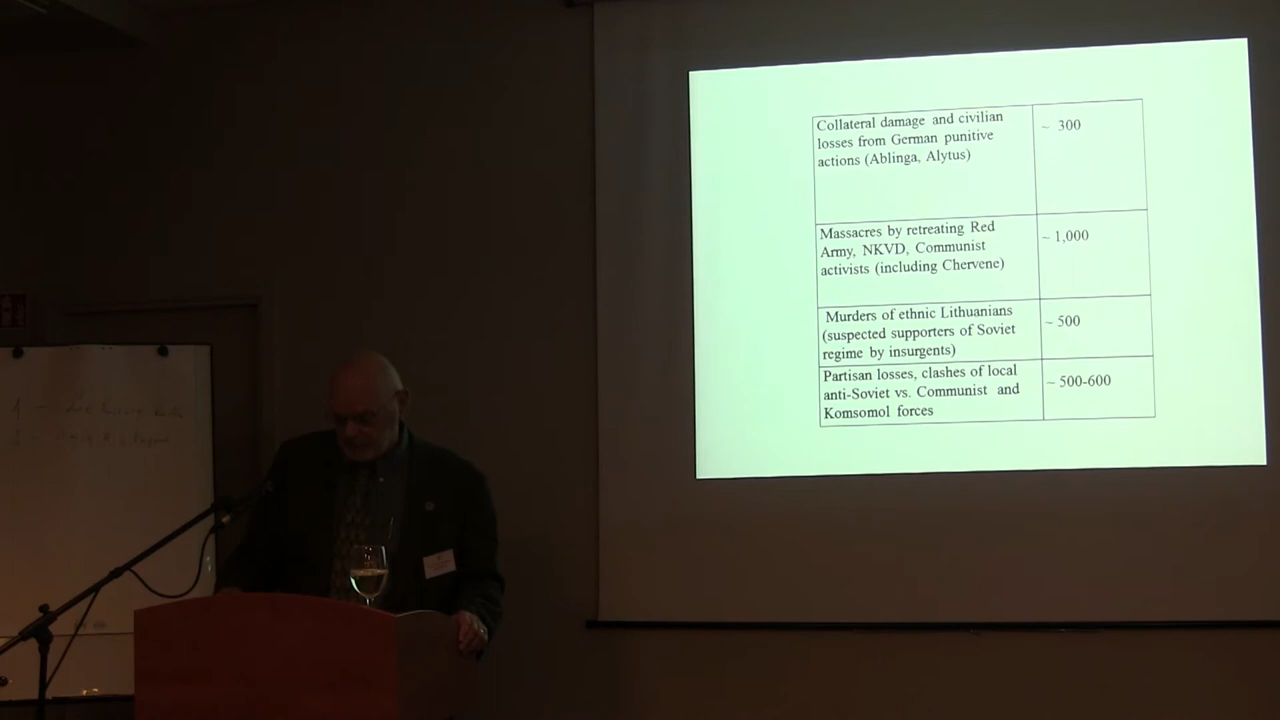 Collateral damage and civilian
losses from German punitive
actions (Ablinga, Alytus)
~ 300
Massacres by retreating Red
Army, NKVD, Communist
activists (including Chervene)
~ 1,000
Murders of ethnic Lithuanians
(suspected supporters of Soviet
regime by insurgents)
~ 500
Partisan losses, clashes of local
anti-Soviet vs. Communist and
Komsomol forces
~ 500-600